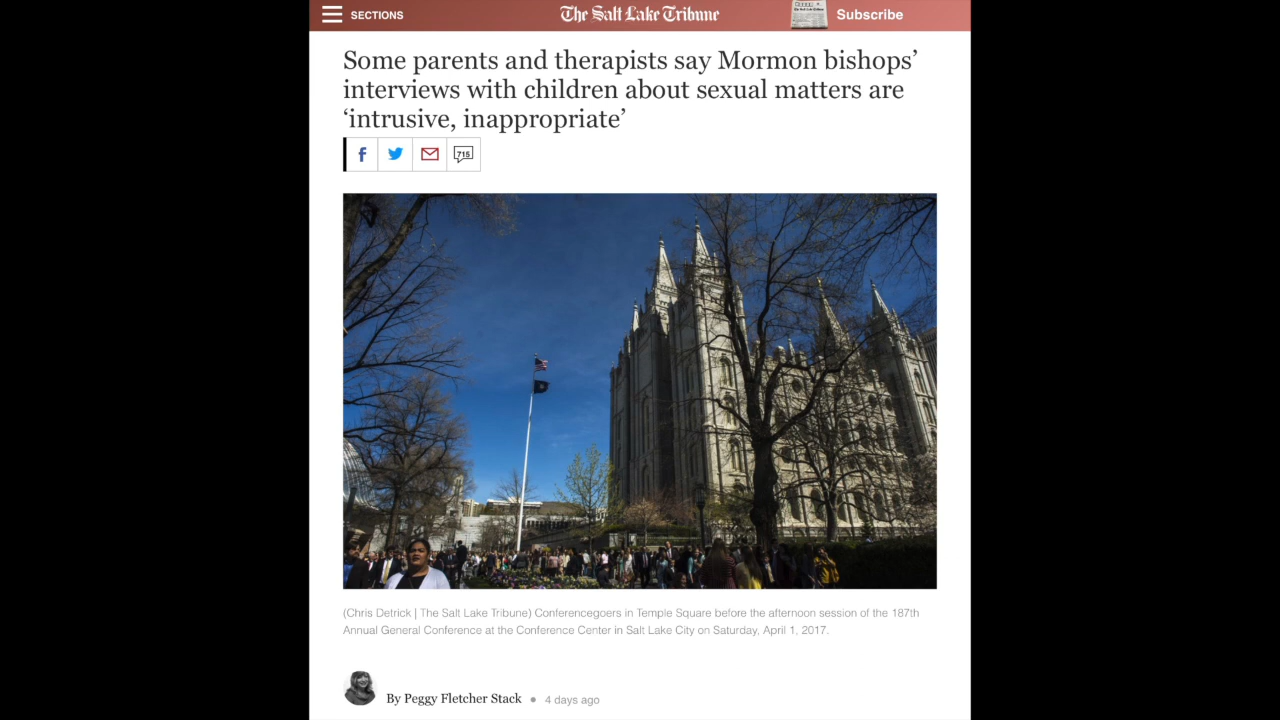 SECTIONS
The Salt Lake Tribune
Subscribe
Some parents and therapists say Mormon bishops’
interviews with children about sexual matters are
‘intrusive, inappropriate’
f
715
(Chris Detrick | The Salt Lake Tribune) Conferencegoers in Temple Square before the afternoon session of the 187th
Annual General Conference at the Conference Center in Salt Lake City on Saturday, April 1, 2017.
By Peggy Fletcher Stack • 4 days ago